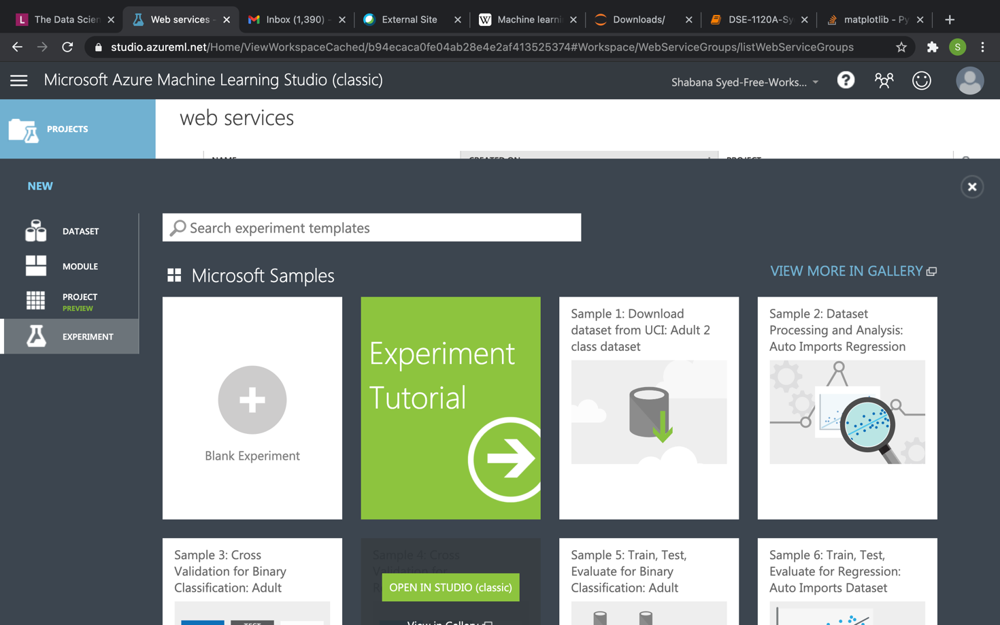 L The Data Scien
Web services -
Inbox (1,390) -
External Site
W Machine learni
Downloads/
DSE-1120A-Sy
matplotlib - Py
studio.azureml.net/Home/ViewWorkspaceCached/b94ecaca0fe04ab28e4e2af413525374#Workspace/WebServiceGroups/listWebServiceGroups
S
Microsoft Azure Machine Learning Studio (classic)
Shabana Syed-Free-Works...
?
PROJECTS
web services
NAME
CREATED ON
PROJECT
NEW
DATASET
MODULE
PROJECT
PREVIEW
EXPERIMENT
Search experiment templates
Microsoft Samples
VIEW MORE IN GALLERY
Blank Experiment
Experiment
Tutorial
Sample 1: Download
dataset from UCI: Adult 2
class dataset
Sample 2: Dataset
Processing and Analysis:
Auto Imports Regression
Sample 3: Cross
Validation for Binary
Classification: Adult
TEST
Sample 4: Cross
Validation for
OPEN IN STUDIO (classic)
View in Gallery
Sample 5: Train, Test,
Evaluate for Binary
Classification: Adult
Sample 6: Train, Test,
Evaluate for Regression:
Auto Imports Dataset